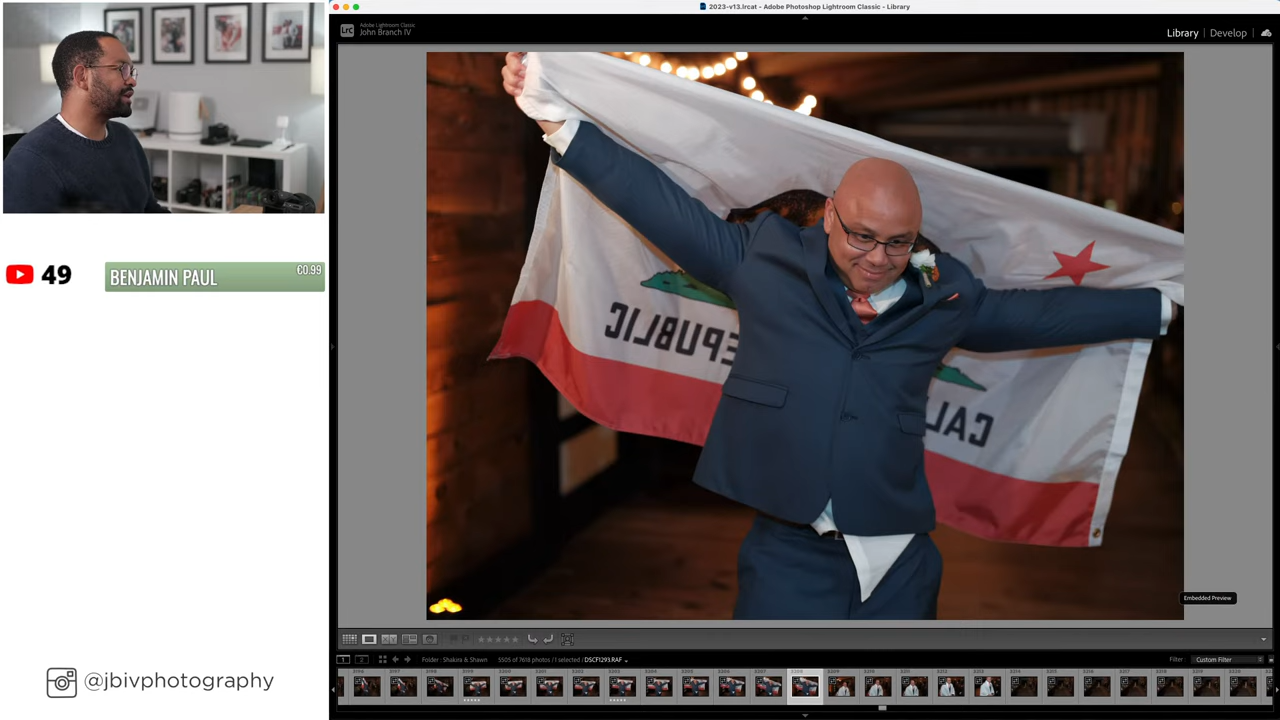 2023-v13.lrcat - Adobe Photoshop Lightroom Classic - Library
Lrc
Adobe Lightroom Classic
John Branch IV
Library | Develop
49
BENJAMIN PAUL
€0.99
REPUBLIC
CAL
Embedded Preview
Folder : Shakira & Shawn
5505 of 7618 photos / 1 selected / DSCF1293.RAF
Filter :
Custom Filter
@jbivphotography